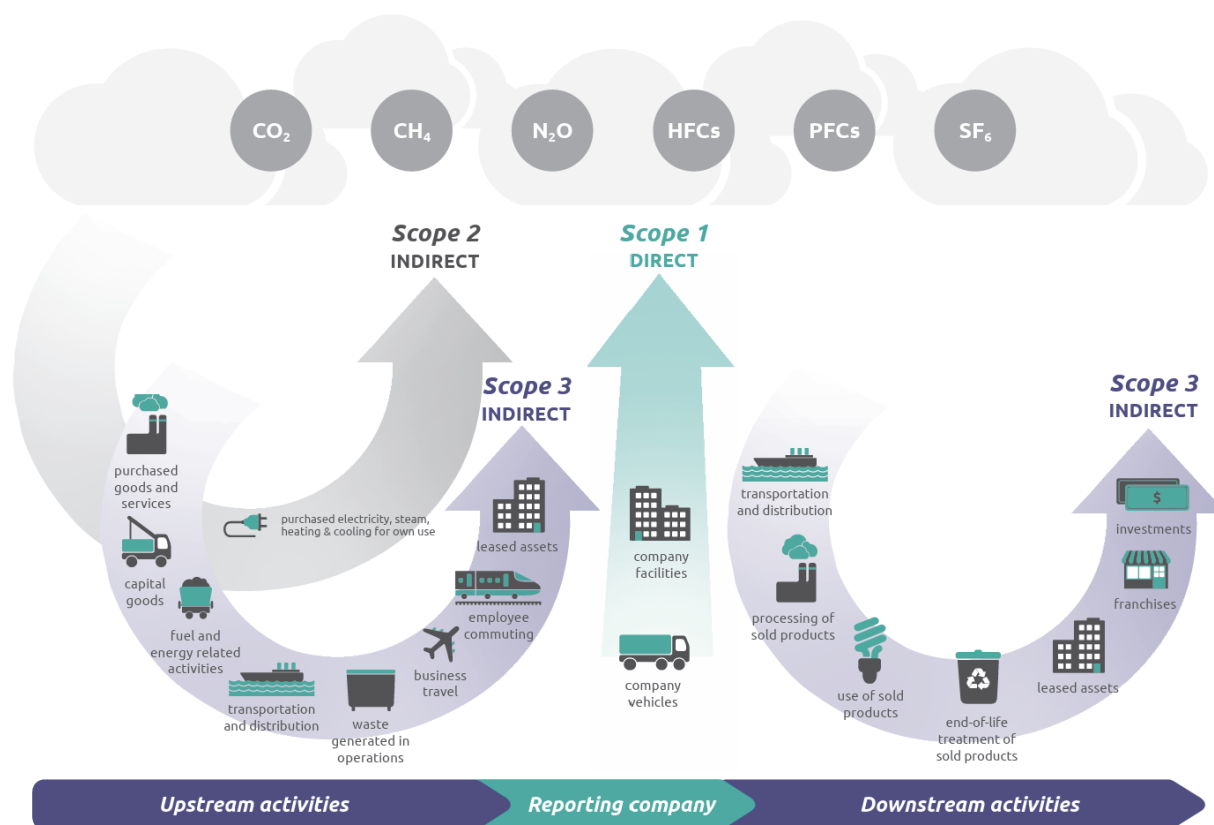 CO₂
CH₄
N₂O
HFCs
PFCs
SF₆
Scope 2
INDIRECT
Scope 1
DIRECT
Scope 3
INDIRECT
Scope 3
INDIRECT
purchased
goods and
services
capital
goods
fuel and
energy related
activities
transportation
and distribution
waste
generated in
operations
business
travel
employee
commuting
leased assets
purchased electricity, steam,
heating & cooling for own use
company
facilities
company
vehicles
transportation
and distribution
processing of
sold products
use of sold
products
end-of-life
treatment of
sold products
leased assets
franchises
investments
$
Upstream activities
Reporting company
Downstream activities